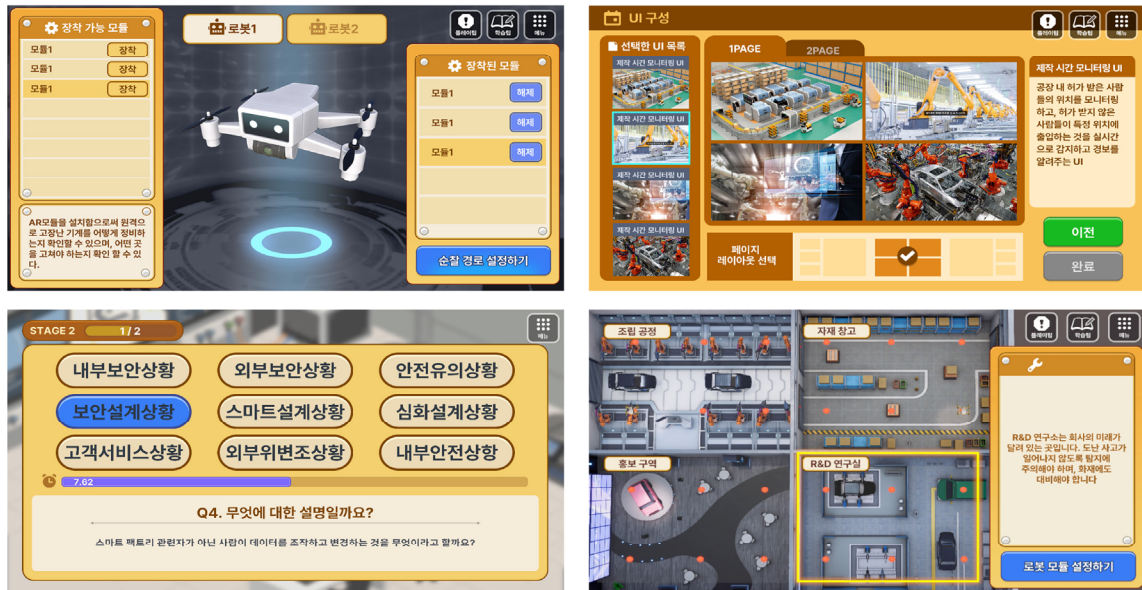 장착 가능 모듈
모듈1 장착
모듈1 장착
모듈1 장착
AR모듈을 설치함으로써 원격으
로 고장난 기계를 어떻게 정비하
는지 확인할 수 있으며, 어떤 곳
을 고쳐야 하는지 확인 할 수 있
다.
로봇1
로봇2
플레이팁
학습팁
메뉴
장착된 모듈
모듈1 해제
모듈1 해제
모듈1 해제
순찰 경로 설정하기
UI 구성
플레이팁
학습팁
메뉴
선택한 UI 목록
제작 시간 모니터링 UI
제작 시간 모니터링 UI
제작 시간 모니터링 UI
제작 시간 모니터링 UI
1PAGE
2PAGE
페이지
레이아웃 선택
제작 시간 모니터링 UI
공장 내 허가 받은 사람
들의 위치를 모니터링
하고, 허가 받지 않은
사람들이 특정 위치에
출입하는 것을 실시간
으로 감지하고 경보를
알려주는 UI
이전
완료
STAGE 2 1 / 2
메뉴
내부보안상황 외부보안상황 안전유의상황
보안설계상황 스마트설계상황 심화설계상황
고객서비스상황 외부위변조상황 내부안전상항
7.62
Q4. 무엇에 대한 설명일까요?
스마트 팩트리 관련자가 아닌 사람이 데이터를 조작하고 변경하는 것을 무엇이라고 할까요?
조립 공정
자재 창고
홍보 구역
R&D 연구실
플레이팁
학습팁
메뉴
R&D 연구소는 회사의 미래가
달려 있는 곳입니다. 도난 사고가
일어나지 않도록 탐지에
주의해야 하며, 화재에도
대비해야 합니다
로봇 모듈 설정하기